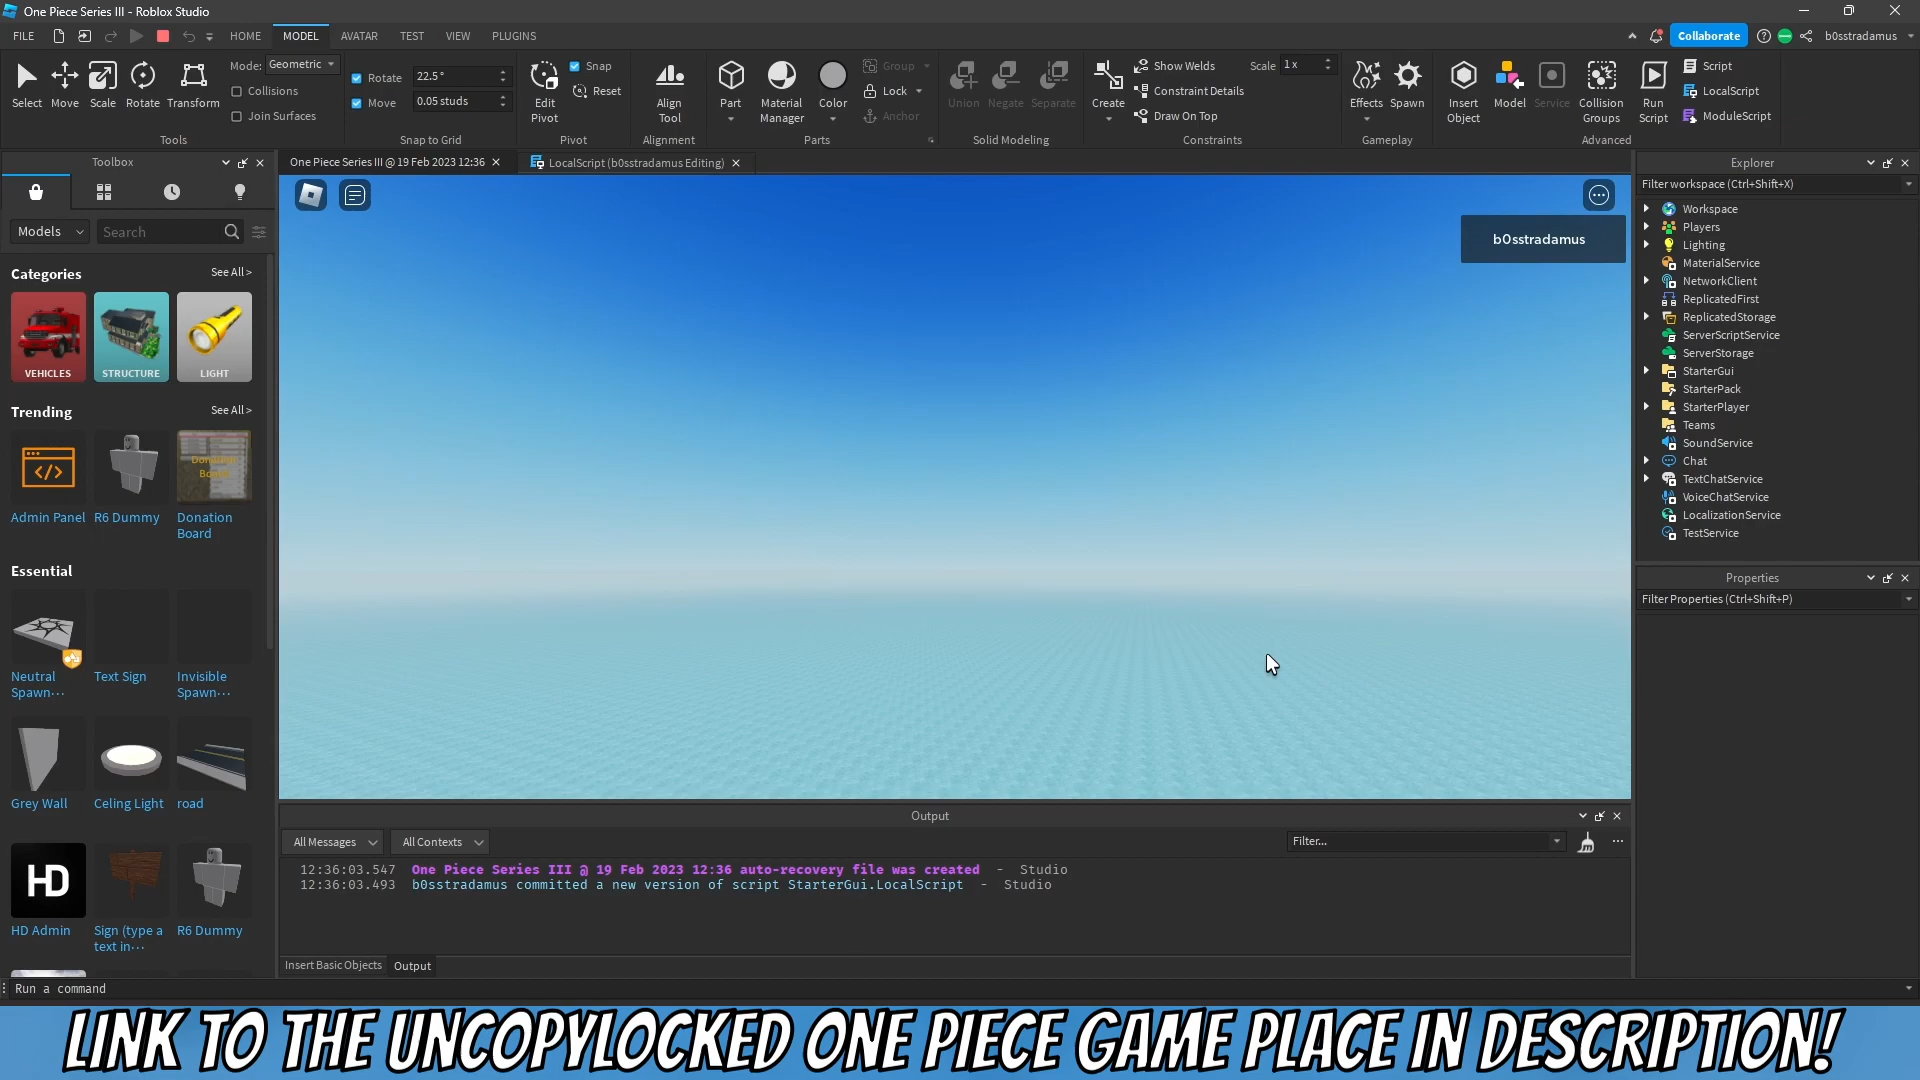 One Piece Series III - Roblox Studio
FILE HOME MODEL AVATAR TEST VIEW PLUGINS Collaborate b0sstradamus
Select Move Scale Rotate Transform
Mode: Geometric
Collisions
Join Surfaces
Tools
Rotate 22.5°
Move 0.05 studs
Snap to Grid
Edit Pivot
Snap
Reset
Pivot
Align Tool
Alignment
Part
Material Manager
Color
Group
Lock
Anchor
Parts
Union Negate Separate
Solid Modeling
Create
Show Welds
Constraint Details
Draw On Top
Scale 1 x
Constraints
Effects Spawn
Gameplay
Insert Object
Model
Service
Collision Groups
Run Script
Script
LocalScript
ModuleScript
Advanced
Toolbox
Models Search
Categories See All >
VEHICLES STRUCTURE LIGHT
Trending See All >
Donation
Board
Admin Panel R6 Dummy Donation Board
Essential
Neutral Spawn... Text Sign Invisible Spawn...
Grey Wall Celing Light road
HD
HD Admin Sign (type a text in... R6 Dummy
One Piece Series III @ 19 Feb 2023 12:36
LocalScript (b0sstradamus Editing)
b0sstradamus
Output
All Messages All Contexts Filter...
12:36:03.547 One Piece Series III @ 19 Feb 2023 12:36 auto-recovery file was created - Studio
12:36:03.493 b0sstradamus committed a new version of script StarterGui.LocalScript - Studio
Insert Basic Objects Output
Run a command
Explorer
Filter workspace (Ctrl+Shift+X)
Workspace
Players
Lighting
MaterialService
NetworkClient
ReplicatedFirst
ReplicatedStorage
ServerScriptService
ServerStorage
StarterGui
StarterPack
StarterPlayer
Teams
SoundService
Chat
TextChatService
VoiceChatService
LocalizationService
TestService
Properties
Filter Properties (Ctrl+Shift+P)
LINK TO THE UNCOPYLOCKED ONE PIECE GAME PLACE IN DESCRIPTION!